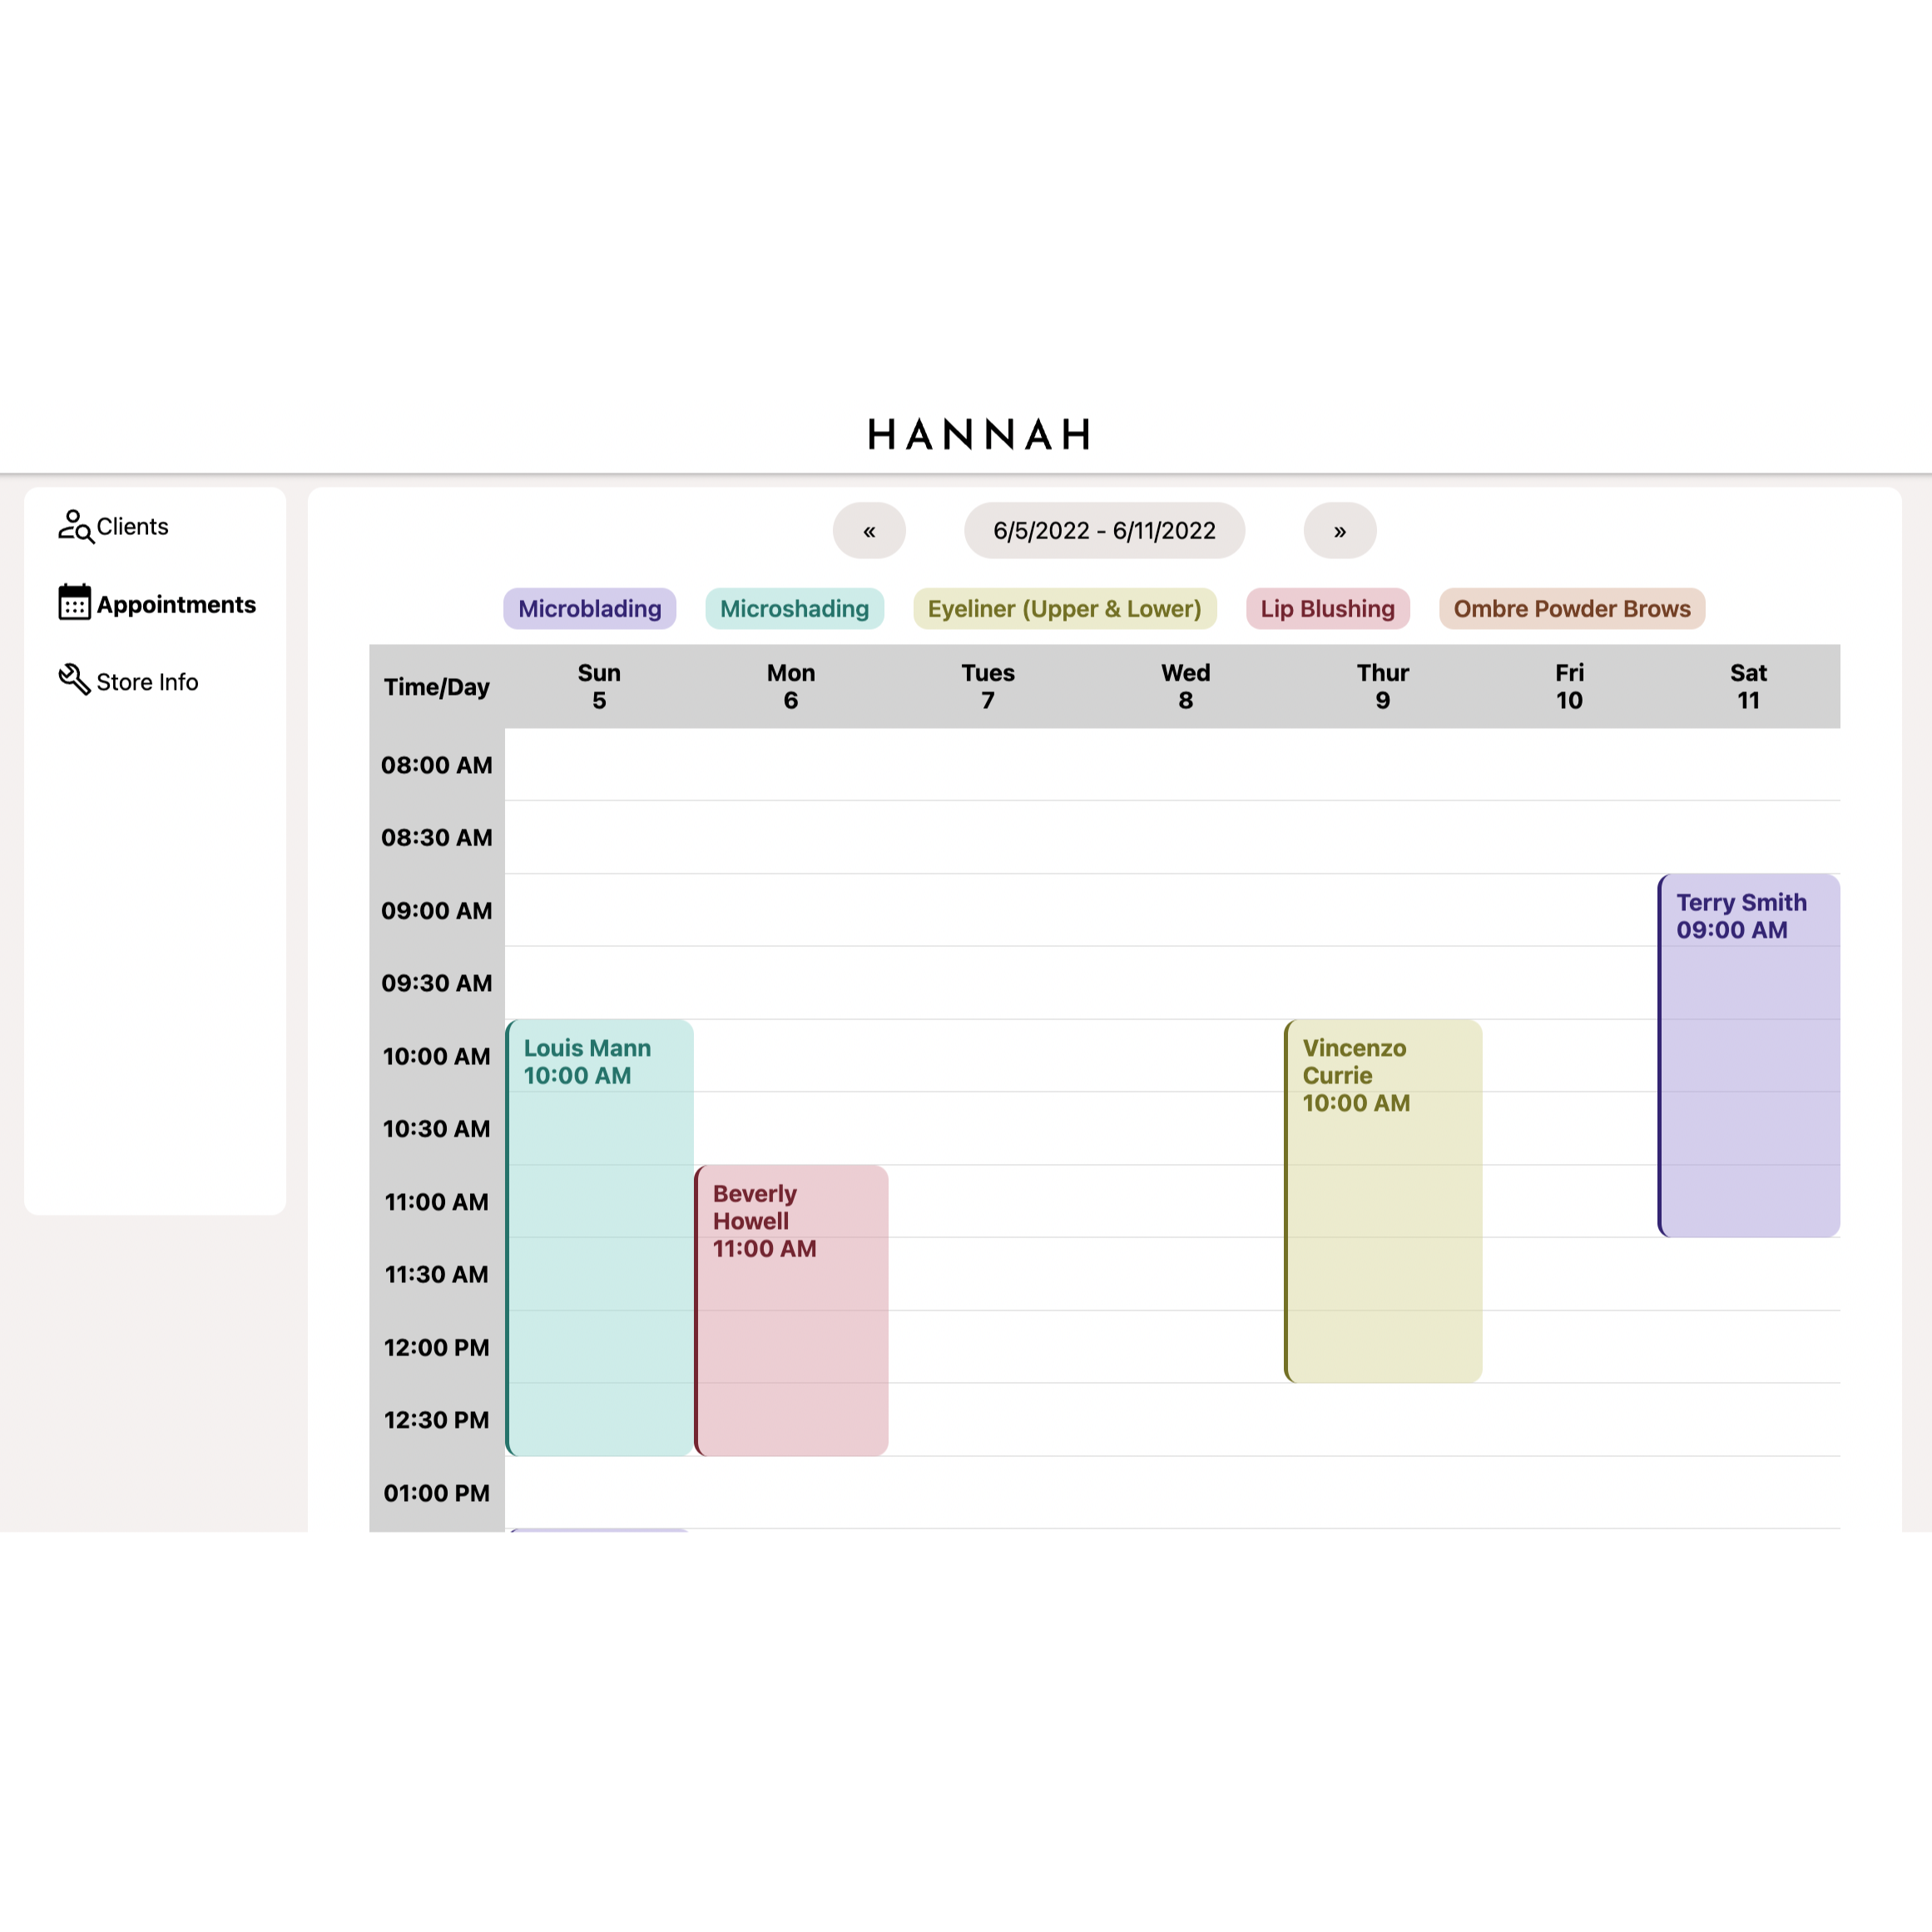 HANNAH
Clients
Appointments
Store Info
« 6/5/2022 - 6/11/2022 »
Microblading Microshading Eyeliner (Upper & Lower) Lip Blushing Ombre Powder Brows
Time/Day Sun Mon Tues Wed Thur Fri Sat
5 6 7 8 9 10 11
08:00 AM
08:30 AM
09:00 AM
Terry Smith
09:00 AM
09:30 AM
10:00 AM
Louis Mann
10:00 AM
Vincenzo
Currie
10:00 AM
10:30 AM
11:00 AM
Beverly
Howell
11:00 AM
11:30 AM
12:00 PM
12:30 PM
01:00 PM